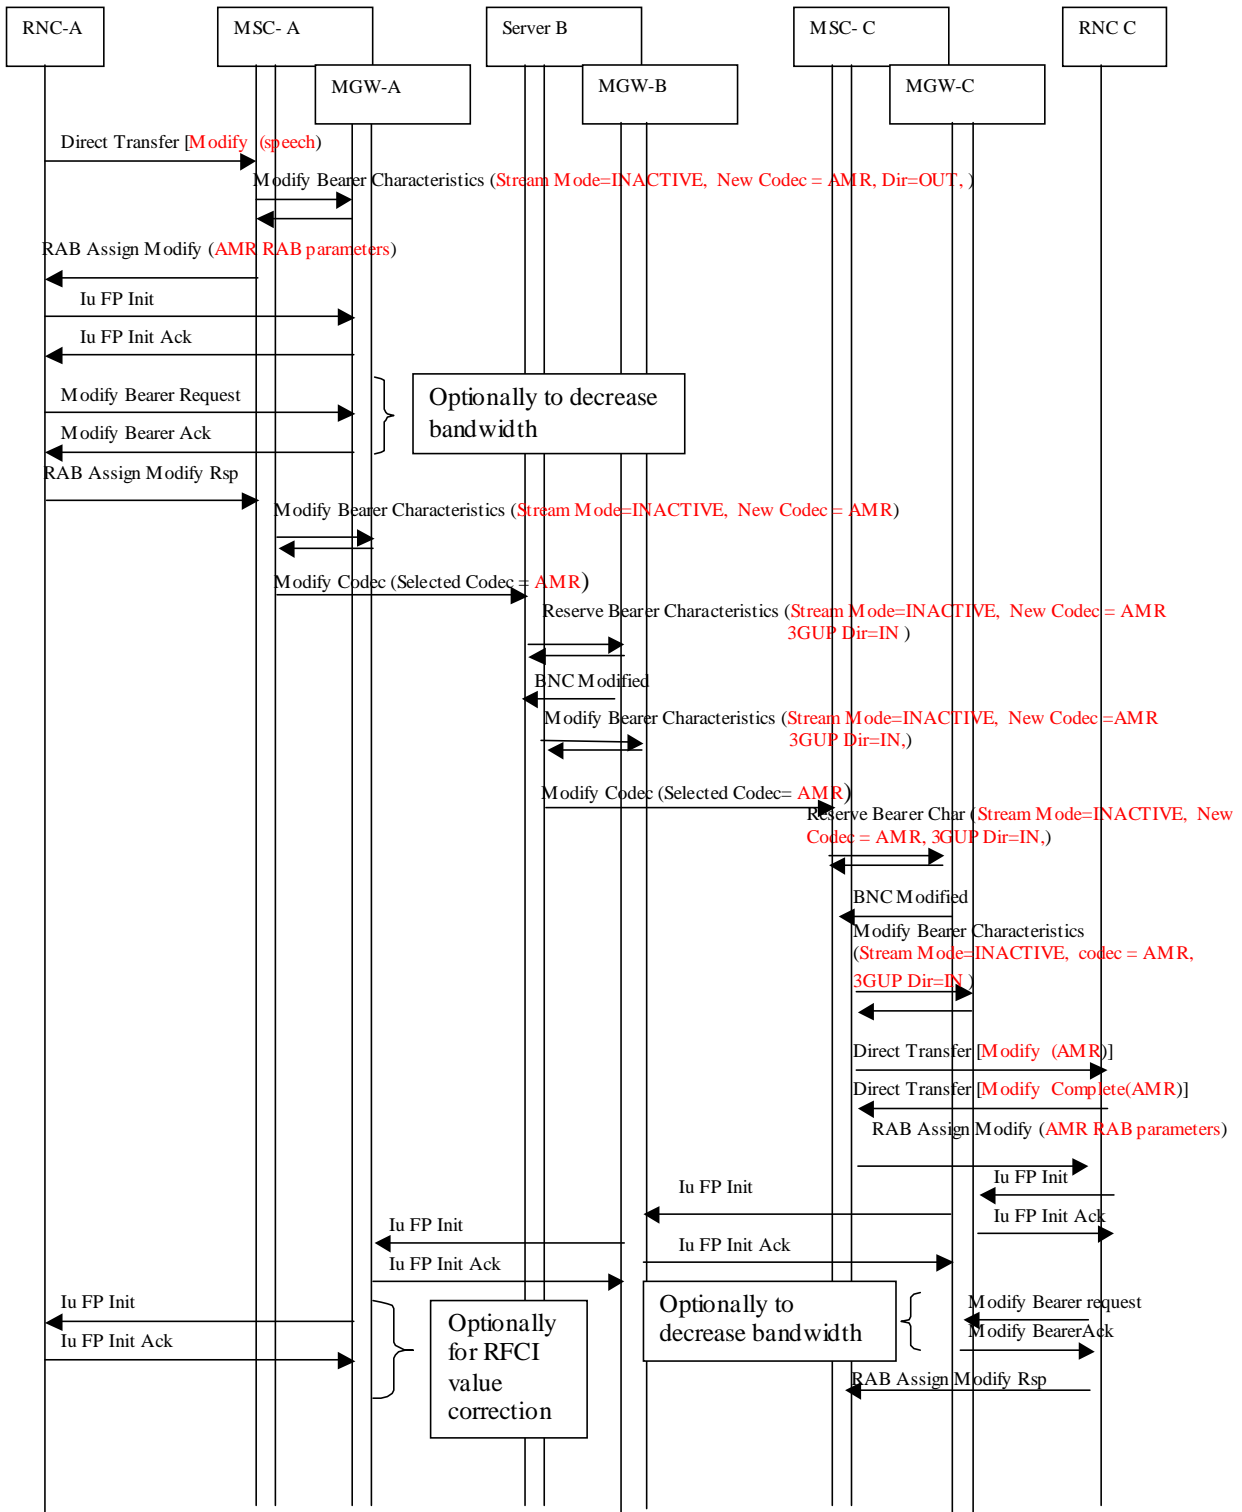 RNC-A
MSC- A
Server B
MSC- C
RNC C
MGW-A
MGW-B
MGW-C
Direct Transfer [Modify (speech)
Modify Bearer Characteristics (Stream Mode=INACTIVE, New Codec = AMR, Dir=OUT, )
RAB Assign Modify (AMR RAB parameters)
Iu FP Init
Iu FP Init Ack
Optionally to decrease
bandwidth
Modify Bearer Request
Modify Bearer Ack
RAB Assign Modify Rsp
Modify Bearer Characteristics (Stream Mode=INACTIVE, New Codec = AMR)
Modify Codec (Selected Codec = AMR)
Reserve Bearer Characteristics (Stream Mode=INACTIVE, New Codec = AMR
3GUP Dir=IN )
BNC Modified
Modify Bearer Characteristics (Stream Mode=INACTIVE, New Codec =AMR
3GUP Dir=IN,)
Modify Codec (Selected Codec= AMR)
Reserve Bearer Char (Stream Mode=INACTIVE, New
Codec = AMR, 3GUP Dir=IN,)
BNC Modified
Modify Bearer Characteristics
(Stream Mode=INACTIVE, codec = AMR,
3GUP Dir=IN )
Direct Transfer [Modify (AMR)]
Direct Transfer [Modify Complete(AMR)]
RAB Assign Modify (AMR RAB parameters)
Iu FP Init
Iu FP Init
Iu FP Init Ack
Iu FP Init
Iu FP Init Ack
Iu FP Init Ack
Iu FP Init
Iu FP Init Ack
Optionally
for RFCI
value
correction
Optionally to
decrease bandwidth
Modify Bearer request
Modify BearerAck
RAB Assign Modify Rsp